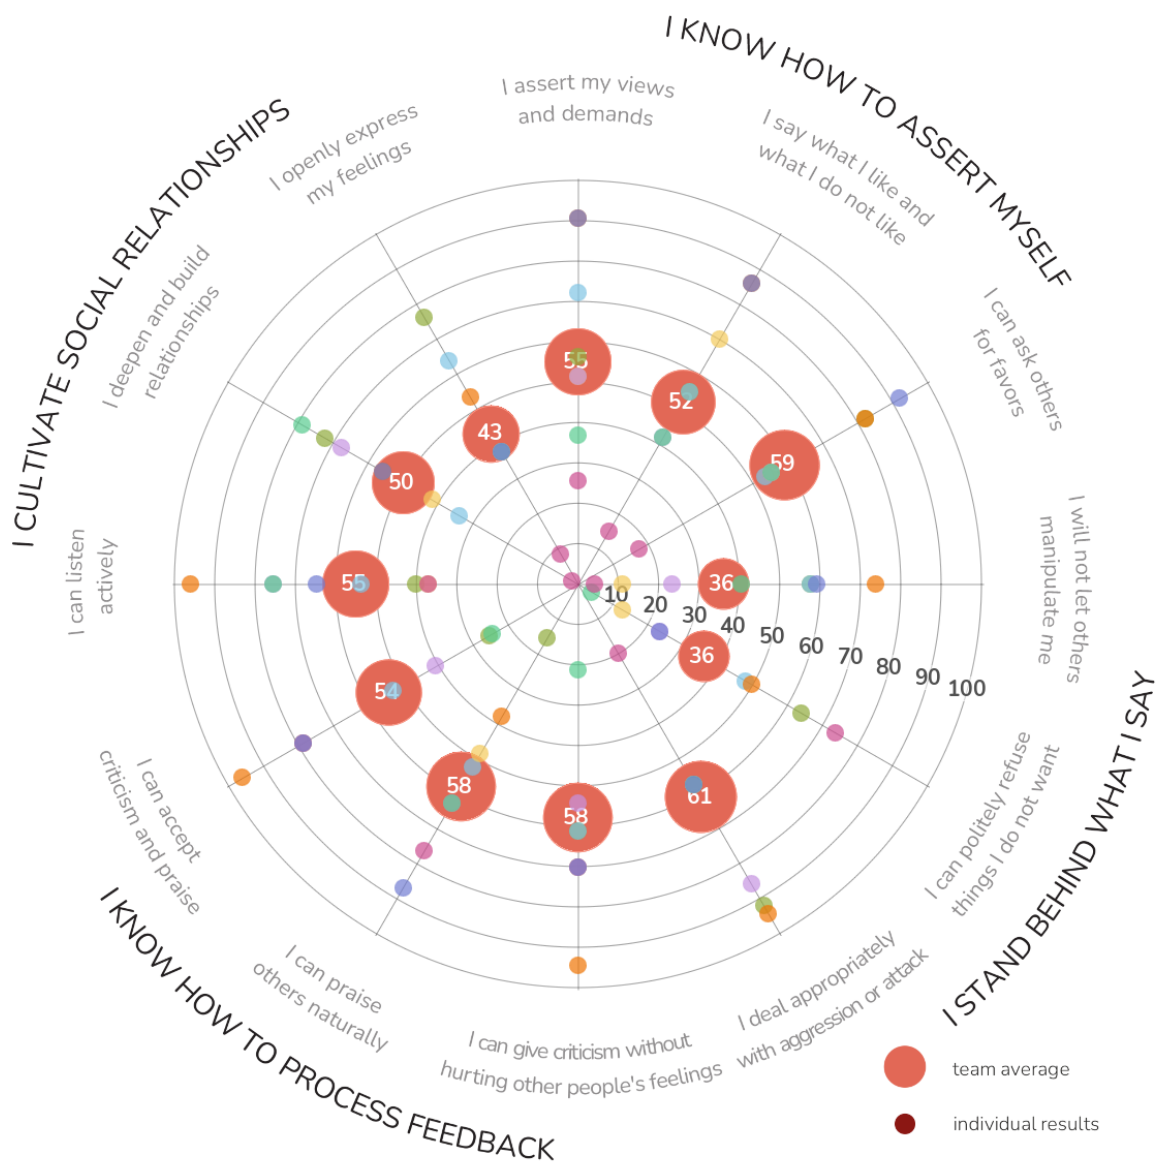 I KNOW HOW TO ASSERT MYSELF
I assert my views
and demands
I say what I like and
what I do not like
I can ask others
for favors
I STAND BEHIND WHAT I SAY
I will not let others
manipulate me
I can politely refuse
things I do not want
I deal appropriately
with aggression or attack
I KNOW HOW TO PROCESS FEEDBACK
I can give criticism without
hurting other people's feelings
I can praise
others naturally
I can accept
criticism and praise
I CULTIVATE SOCIAL RELATIONSHIPS
I can listen
actively
I deepen and build
relationships
I openly express
my feelings
55
52
59
36
36
61
58
58
54
55
50
43
10
20
30
40
50
60
70
80
90
100
team average
individual results